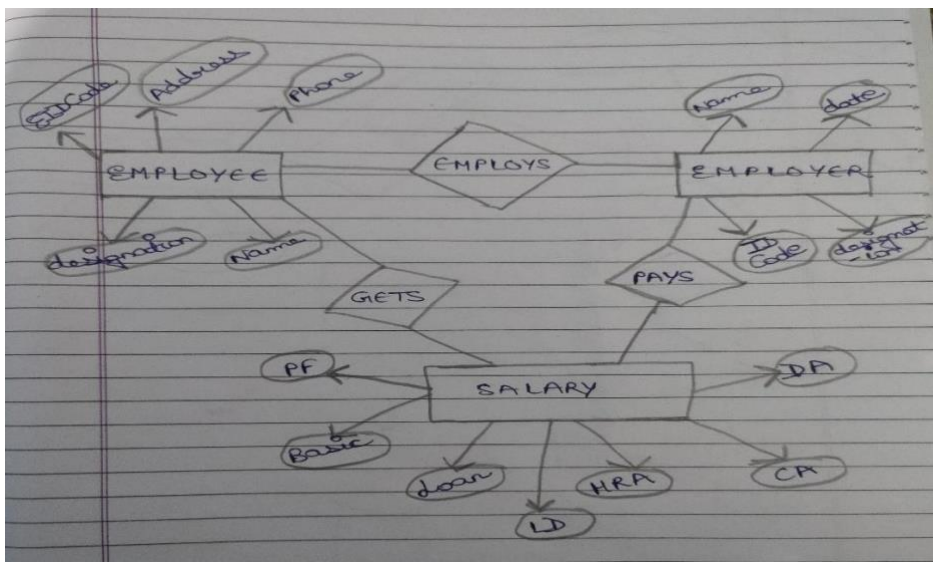 EIDCode
Address
Phone
Name
date
EMPLOYEE
EMPLOYS
EMPLOYER
designation
Name
ID
Code
designat
-ion
GETS
PAYS
PF
SALARY
DA
Basic
Loan
HRA
CA
LD